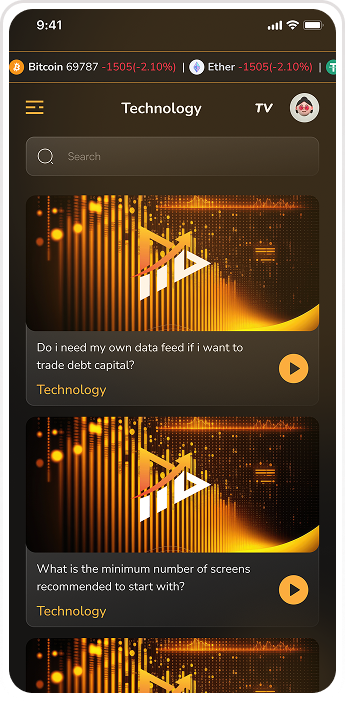 9:41
Bitcoin 69787 -1505(-2.10%) | Ether -1505(-2.10%) |
Technology TV
Search
Do i need my own data feed if i want to
trade debt capital?
Technology
What is the minimum number of screens
recommended to start with?
Technology